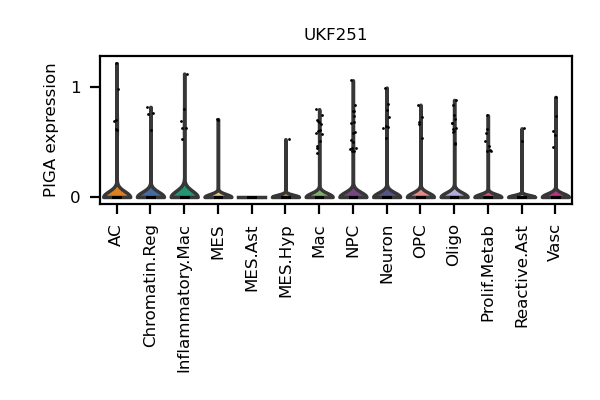 UKF251
PIGA expression
1
0
AC
Chromatin.Reg
Inflammatory.Mac
MES
MES.Ast
MES.Hyp
Mac
NPC
Neuron
OPC
Oligo
Prolif.Metab
Reactive.Ast
Vasc